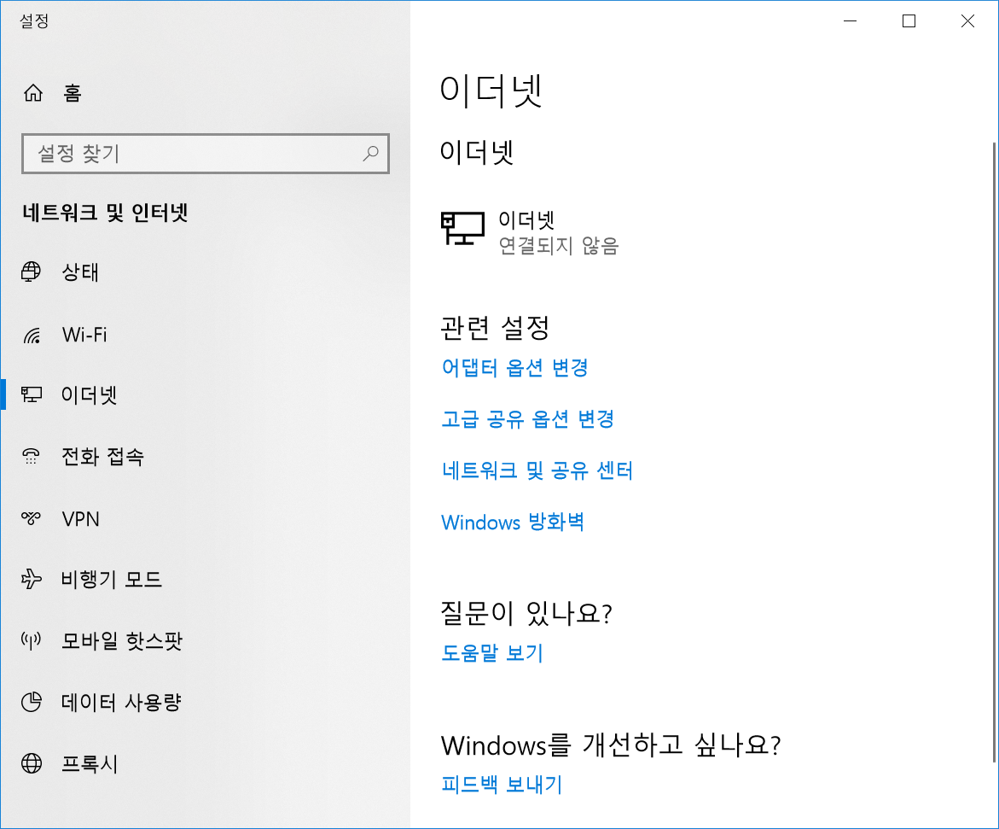 설정
홈
설정 찾기
네트워크 및 인터넷
상태
Wi-Fi
이더넷
전화 접속
VPN
비행기 모드
모바일 핫스팟
데이터 사용량
프록시
이더넷
이더넷
이더넷
연결되지 않음
관련 설정
어댑터 옵션 변경
고급 공유 옵션 변경
네트워크 및 공유 센터
Windows 방화벽
질문이 있나요?
도움말 보기
Windows를 개선하고 싶나요?
피드백 보내기